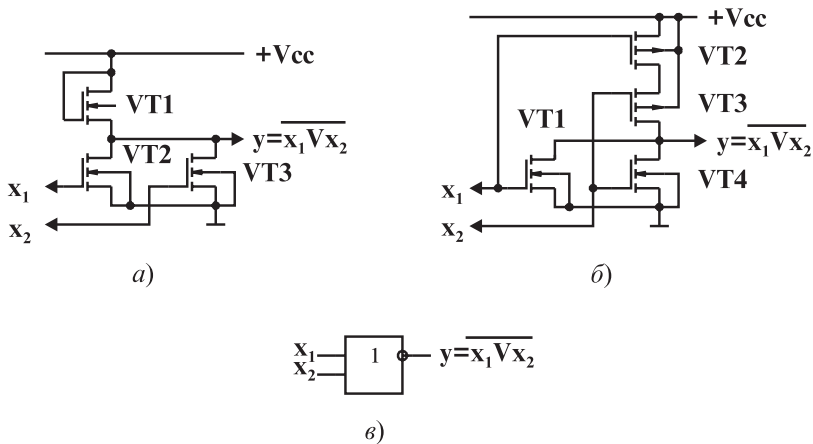 +Vcc
VT1
y=x₁Vx₂
VT2
VT3
x₁
x₂
а)
+Vcc
VT2
VT3
VT1
y=x₁Vx₂
VT4
x₁
x₂
б)
x₁
x₂
1
y=x₁Vx₂
в)